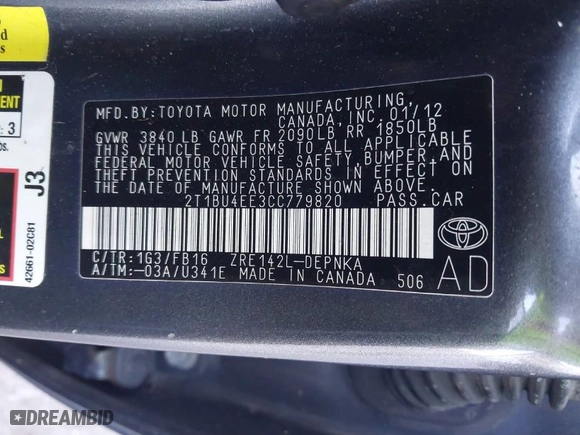 MFD.BY:TOYOTA MOTOR MANUFACTURING,
CANADA, INC. 01/12
GVWR 3840 LB GAWR FR 2090LB RR 1850LB
THIS VEHICLE CONFORMS TO ALL APPLICABLE
FEDERAL MOTOR VEHICLE SAFETY, BUMPER, AND
THEFT PREVENTION STANDARDS IN EFFECT ON
THE DATE OF MANUFACTURE SHOWN ABOVE.
2T1BU4EE3CC779820 PASS.CAR
C/TR:1G3/FB16 ZRE142L-DEPNKA
A/TM:-03A/U341E MADE IN CANADA 506
AD
: 3
J3
42661-02C81
DREAMBID